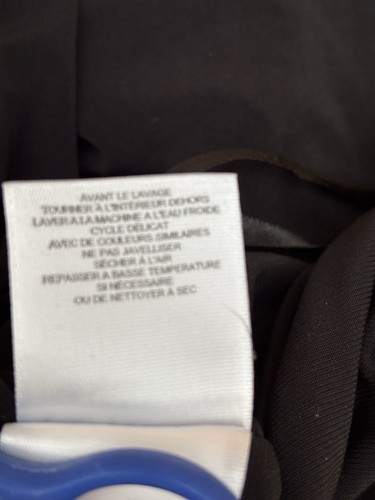 AVANT LE LAVAGE
TOURNER À L'INTÉRIEUR DEHORS
LAVER A LA MACHINE A L'EAU FROIDE
CYCLE DÉLICAT
AVEC DE COULEURS SIMILAIRES
NE PAS JAVELLISER
SÉCHER À L'AIR
REPASSER A BASSE TEMPÉRATURE
SI NÉCESSAIRE
OU DE NETTOYER À SEC